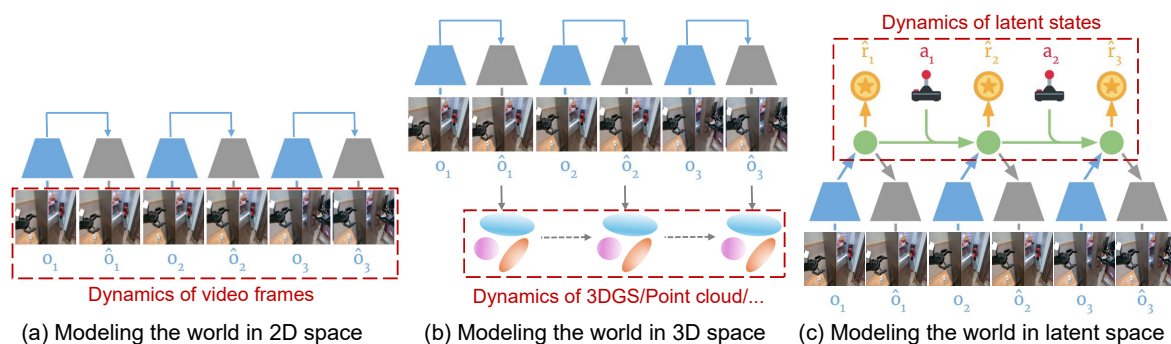 o₁ ô₁ o₂ ô₂ o₃ ô₃
Dynamics of video frames
(a) Modeling the world in 2D space
o₁ ô₁ o₂ ô₂ o₃ ô₃
Dynamics of 3DGS/Point cloud/...
(b) Modeling the world in 3D space
Dynamics of latent states
r̂₁ a₁ r̂₂ a₂ r̂₃
o₁ ô₁ o₂ ô₂ o₃ ô₃
(c) Modeling the world in latent space